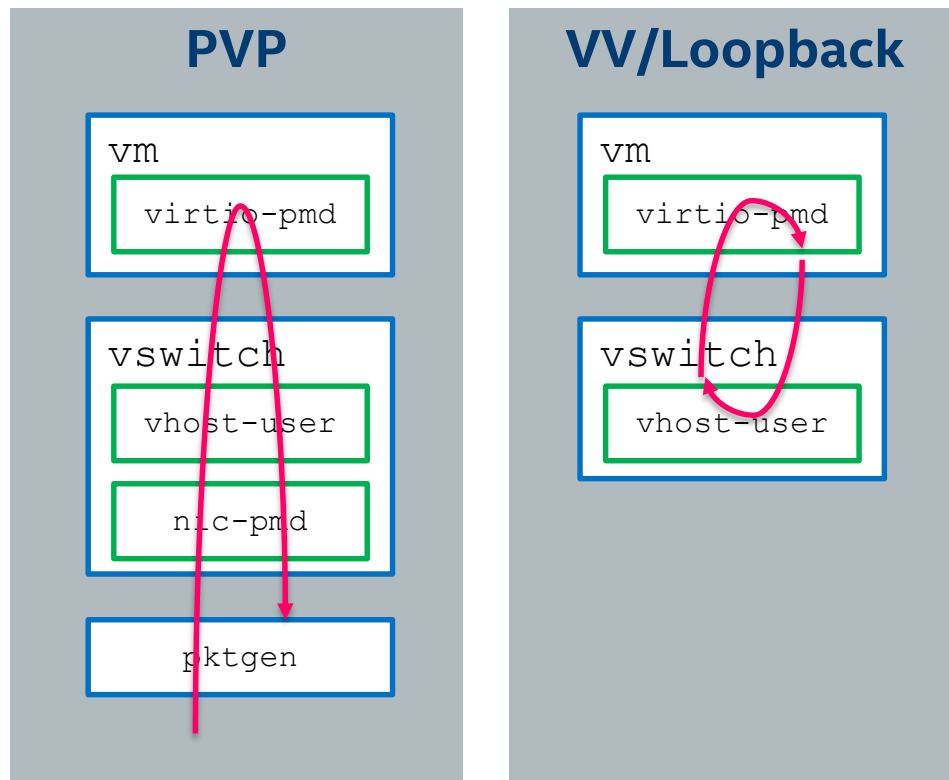 PVP
vm
virtio-pmd
vswitch
vhost-user
nic-pmd
pktgen
VV/Loopback
vm
virtio-pmd
vswitch
vhost-user